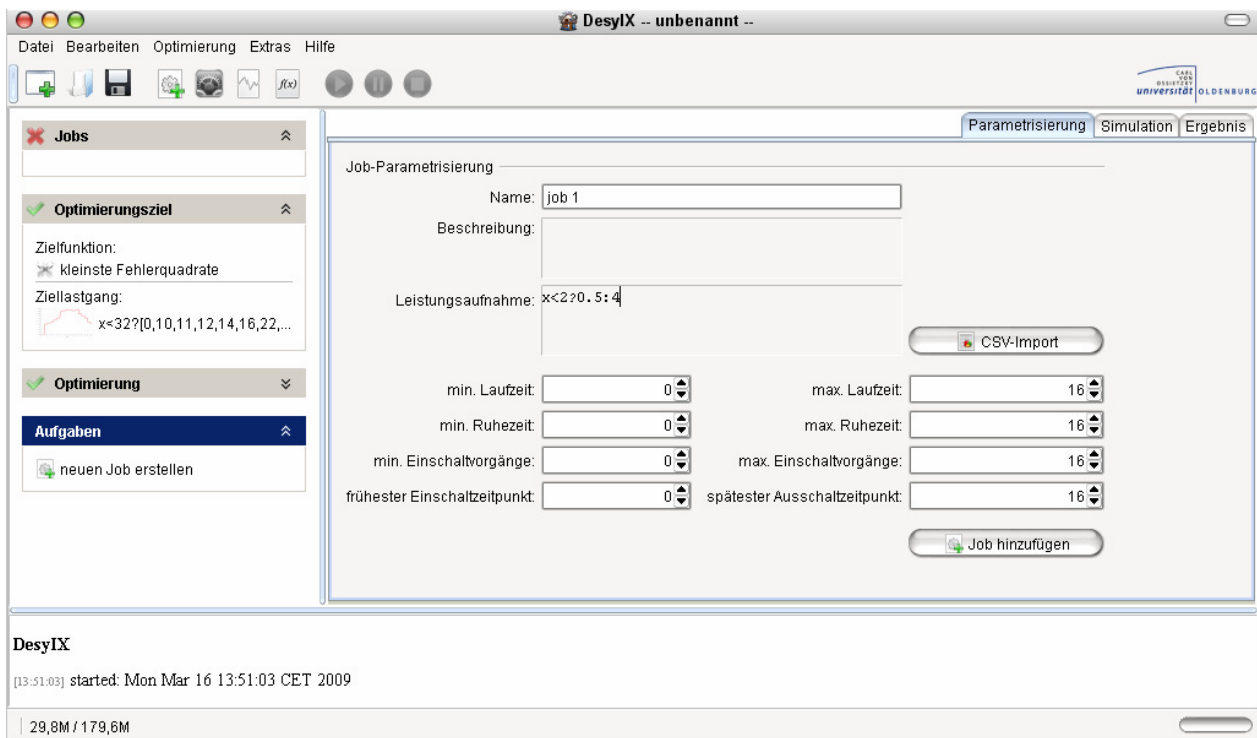 DesyIX -- unbenannt --
Datei Bearbeiten Optimierung Extras Hilfe
f(x)
CARL
VON
OSSIETZKY
universität OLDENBURG
Jobs
Optimierungsziel
Zielfunktion:
kleinste Fehlerquadrate
Ziellastgang:
x<32?[0,10,11,12,14,16,22,...
Optimierung
Aufgaben
neuen Job erstellen
Parametrisierung Simulation Ergebnis
Job-Parametrisierung
Name: job 1
Beschreibung:
Leistungsaufnahme: x<2?0.5:4
CSV-Import
min. Laufzeit: 0 max. Laufzeit: 16
min. Ruhezeit: 0 max. Ruhezeit: 16
min. Einschaltvorgänge: 0 max. Einschaltvorgänge: 16
frühester Einschaltzeitpunkt: 0 spätester Ausschaltzeitpunkt: 16
Job hinzufügen
DesyIX
[13:51:03] started: Mon Mar 16 13:51:03 CET 2009
29,8M / 179,6M